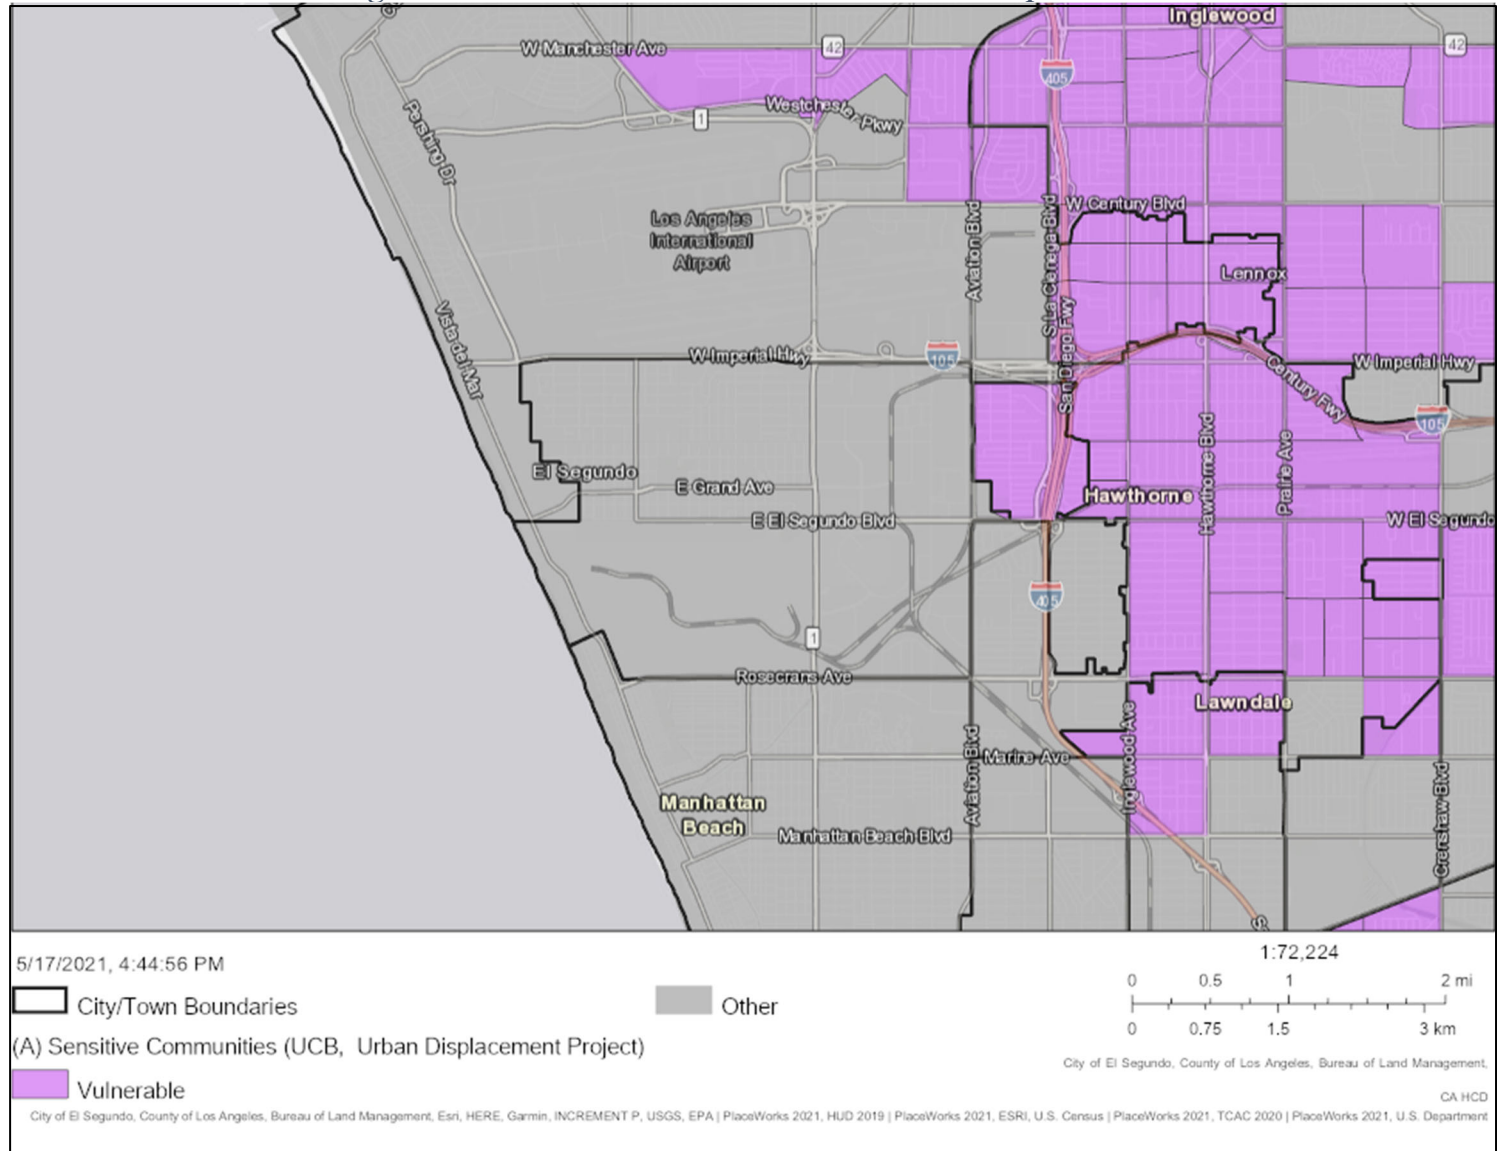 Inglewood
W Manchester Ave
42
42
405
Pershing Dr
1
Westchester Pkwy
Los Angeles
International
Airport
Aviation Blvd
S La Cienega Blvd
W Century Blvd
Lennox
Vista del Mar
San Diego Fwy
W Imperial Hwy
105
W Imperial Hwy
Century Fwy
105
El Segundo
E Grand Ave
Hawthorne
Hawthorne Blvd
Prairie Ave
E El Segundo Blvd
W El Segundo
405
1
Rosecrans Ave
Lawndale
Aviation Blvd
Marine Ave
Inglewood Ave
Crenshaw Blvd
Manhattan
Beach
Manhattan Beach Blvd
S
5/17/2021, 4:44:56 PM
1:72,224
0 0.5 1 2 mi
0 0.75 1.5 3 km
City/Town Boundaries
Other
(A) Sensitive Communities (UCB, Urban Displacement Project)
Vulnerable
City of El Segundo, County of Los Angeles, Bureau of Land Management,
CA HCD
City of El Segundo, County of Los Angeles, Bureau of Land Management, Esri, HERE, Garmin, INCREMENT P, USGS, EPA | PlaceWorks 2021, HUD 2019 | PlaceWorks 2021, ESRI, U.S. Census | PlaceWorks 2021, TCAC 2020 | PlaceWorks 2021, U.S. Department